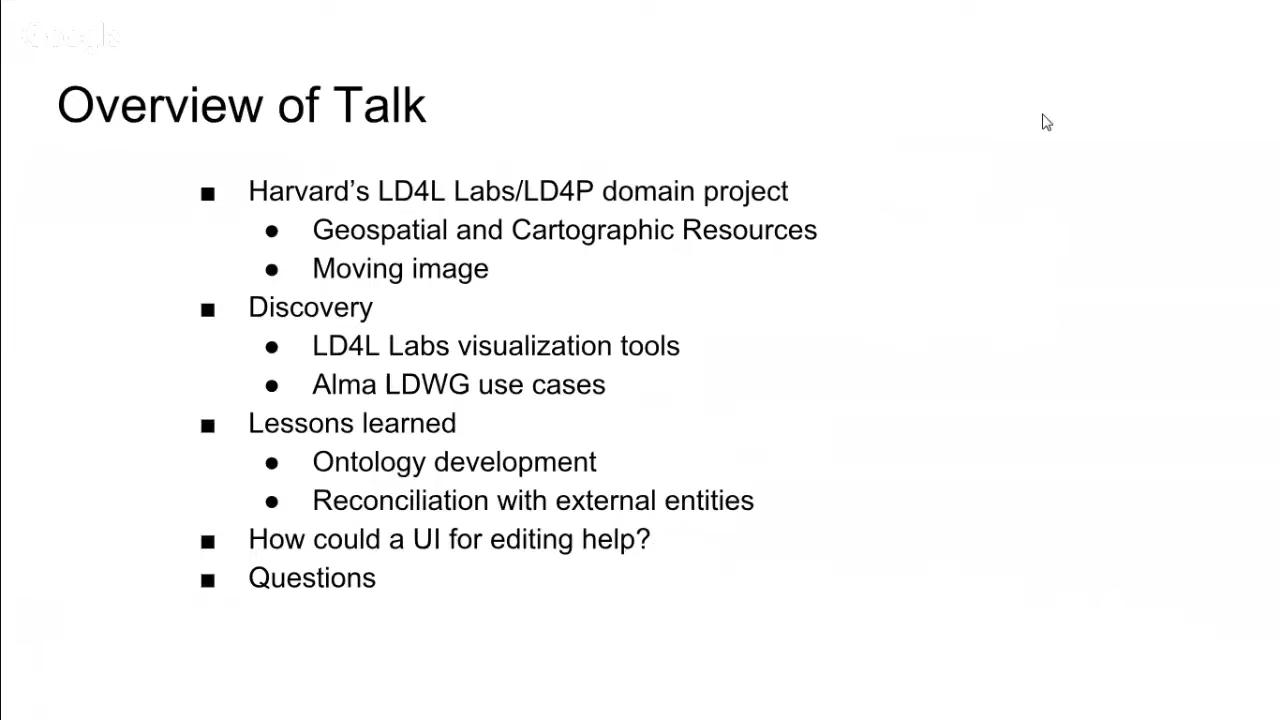 Google
Overview of Talk
■ Harvard's LD4L Labs/LD4P domain project
● Geospatial and Cartographic Resources
● Moving image
■ Discovery
● LD4L Labs visualization tools
● Alma LDWG use cases
■ Lessons learned
● Ontology development
● Reconciliation with external entities
■ How could a UI for editing help?
■ Questions